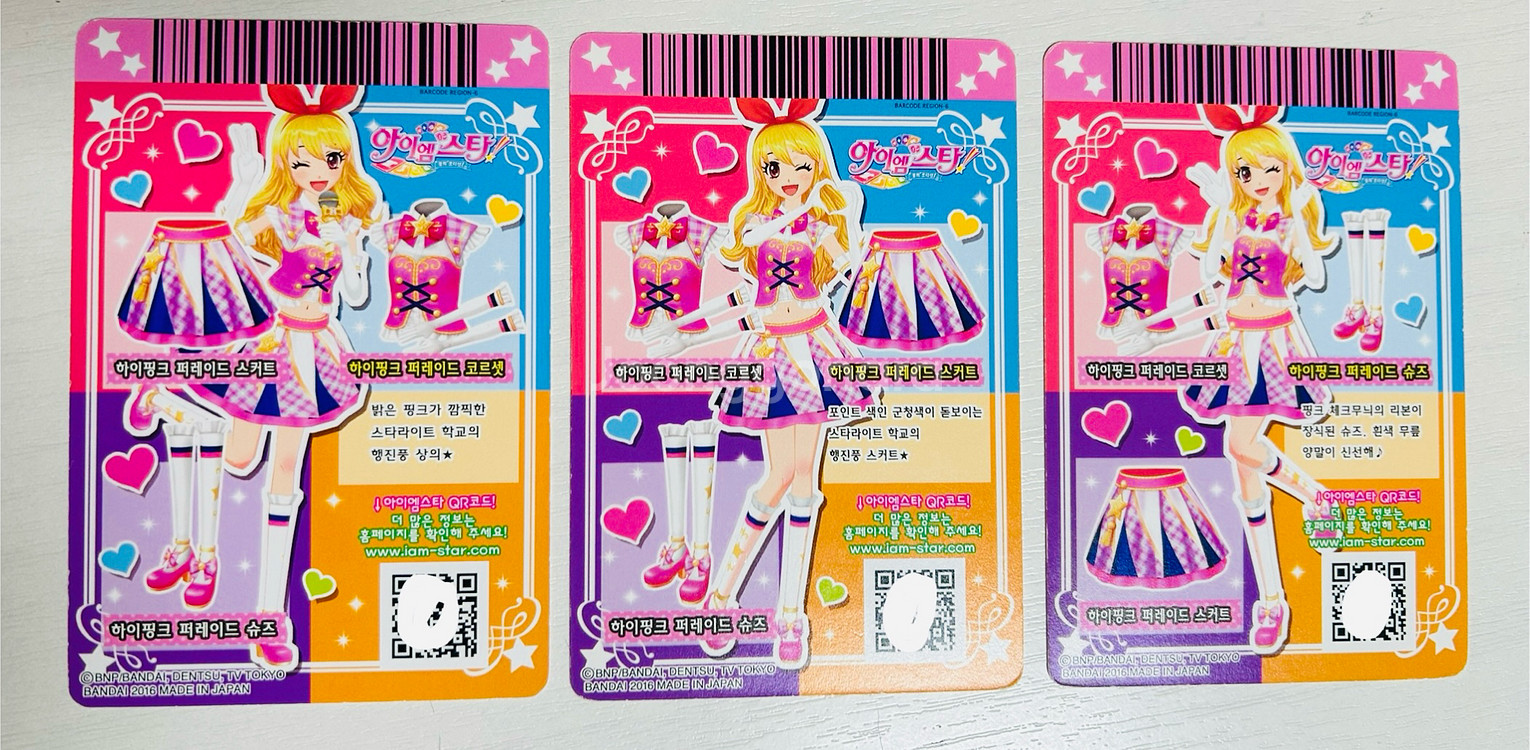 BARCODE REGION-6
아이엠☆스타!
하이핑크 퍼레이드 스커트
하이핑크 퍼레이드 코르셋
밝은 핑크가 깜찍한
스타라이트 학교의
행진풍 상의★
↓아이엠스타 QR코드!
더 많은 정보는
홈페이지를 확인해 주세요!
www.iam-star.com
하이핑크 퍼레이드 슈즈
©BNP/BANDAI, DENTSU, TV TOKYO
BANDAI 2016 MADE IN JAPAN
BARCODE REGION-6
아이엠☆스타!
하이핑크 퍼레이드 코르셋
하이핑크 퍼레이드 스커트
포인트 색인 군청색이 돋보이는
스타라이트 학교의
행진풍 스커트★
↓아이엠스타 QR코드!
더 많은 정보는
홈페이지를 확인해 주세요!
www.iam-star.com
하이핑크 퍼레이드 슈즈
©BNP/BANDAI, DENTSU, TV TOKYO
BANDAI 2016 MADE IN JAPAN
BARCODE REGION-6
아이엠☆스타!
하이핑크 퍼레이드 코르셋
하이핑크 퍼레이드 슈즈
핑크 체크무늬의 리본이
장식된 슈즈. 흰색 무릎
양말이 신선해♪
↓아이엠스타 QR코드!
더 많은 정보는
홈페이지를 확인해 주세요!
www.iam-star.com
하이핑크 퍼레이드 스커트
©BNP/BANDAI, DENTSU, TV TOKYO
BANDAI 2016 MADE IN JAPAN